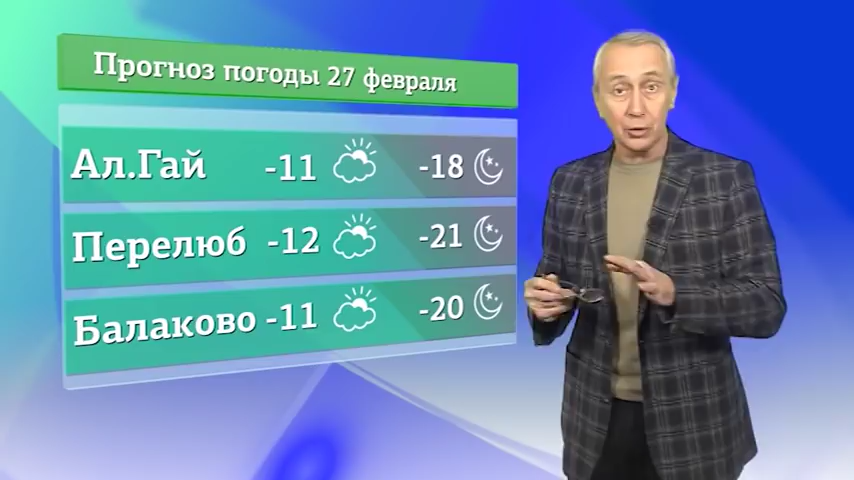 Прогноз погоды 27 февраля
Ал.Гай -11 -18
Перелюб -12 -21
Балаково -11 -20